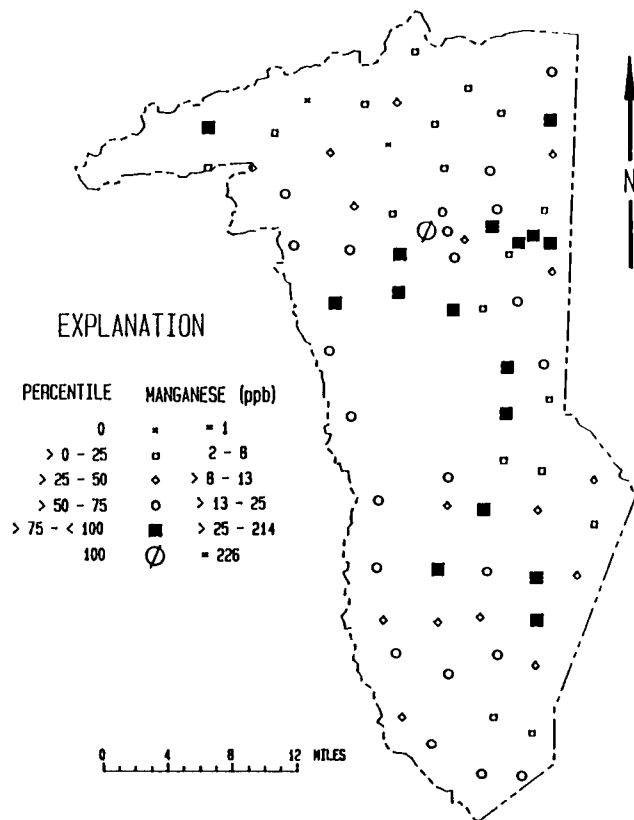 N
EXPLANATION
PERCENTILE MANGANESE (ppb)
0 × = 1
> 0 - 25 2 - 8
> 25 - 50 > 8 - 13
> 50 - 75 > 13 - 25
> 75 - < 100 > 25 - 214
100 = 226
0 4 8 12 MILES